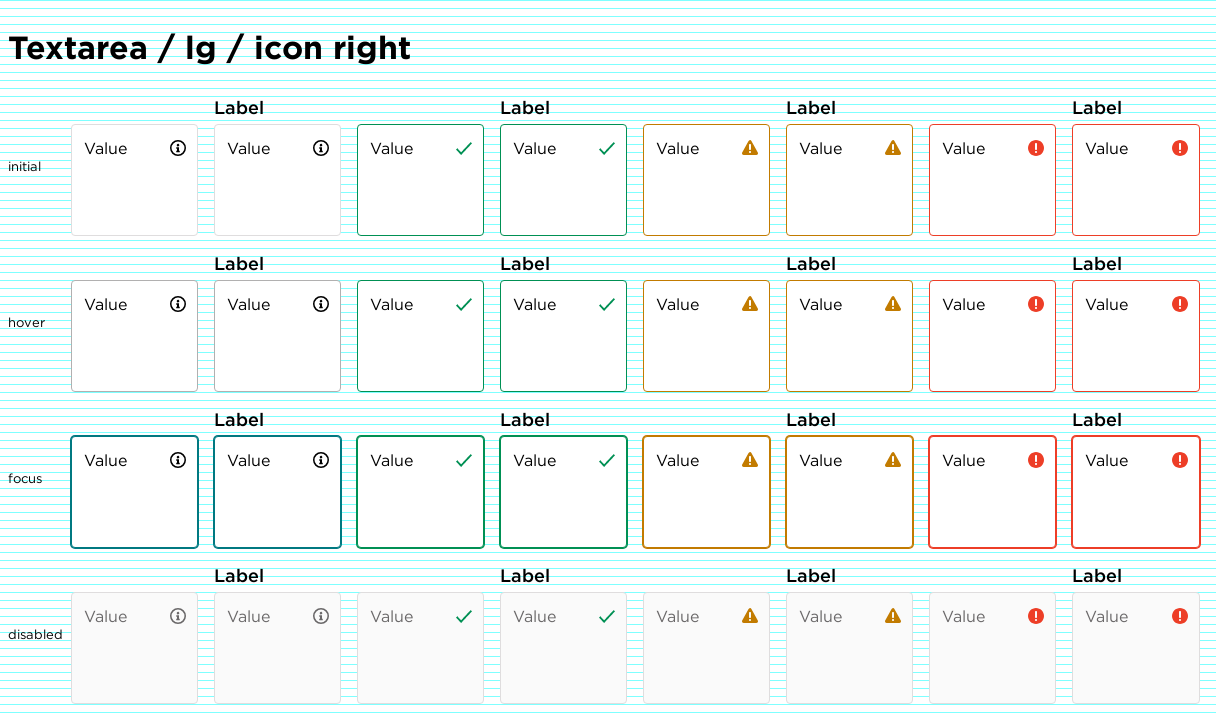 Textarea / lg / icon right
Label Label Label Label
initial Value Value Value Value Value Value Value Value
Label Label Label Label
hover Value Value Value Value Value Value Value Value
Label Label Label Label
focus Value Value Value Value Value Value Value Value
Label Label Label Label
disabled Value Value Value Value Value Value Value Value